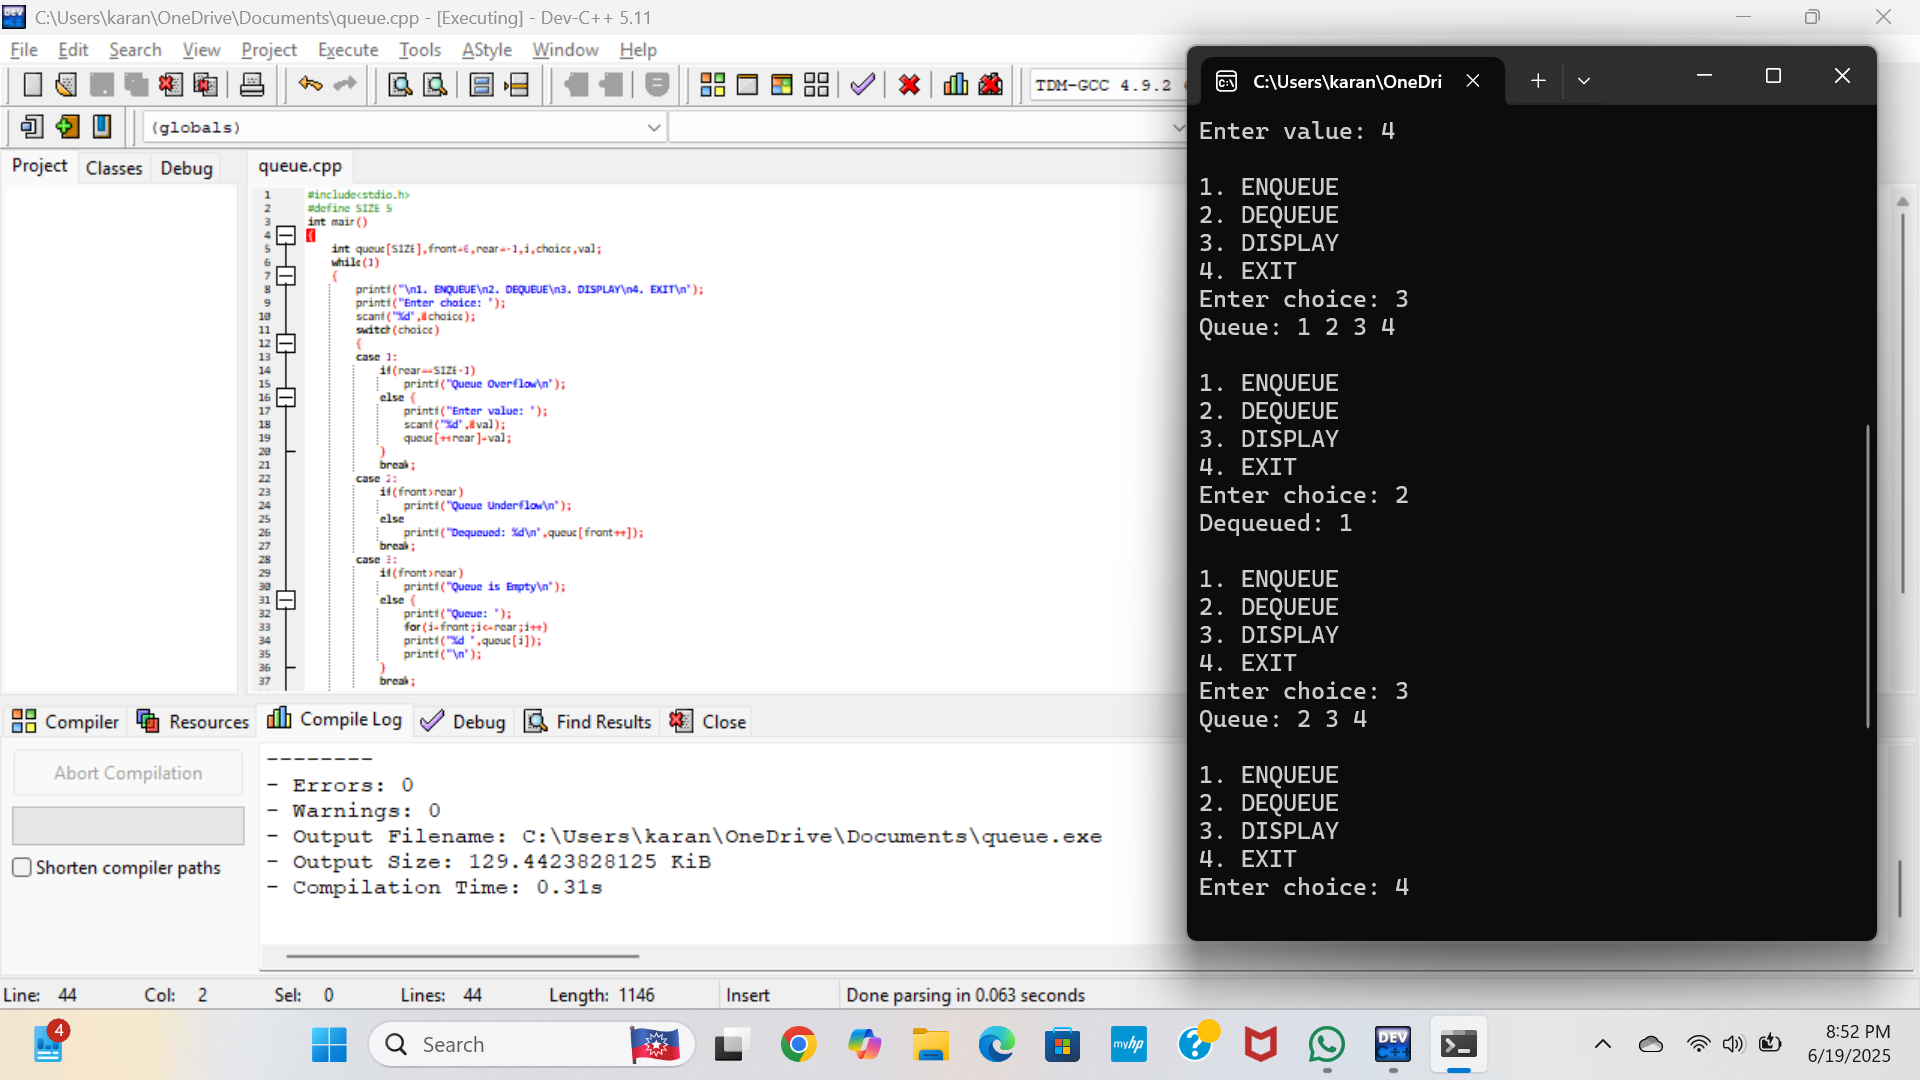 C:\Users\karan\OneDrive\Documents\queue.cpp - [Executing] - Dev-C++ 5.11
File Edit Search View Project Execute Tools AStyle Window Help
TDM-GCC 4.9.2
(globals)
Project Classes Debug
queue.cpp
1 #include<stdio.h>
2 #define SIZE 5
3 int main()
4 {
5 int queue[SIZE],front=0,rear=-1,i,choice,val;
6 while(1)
7 {
8 printf("\n1. ENQUEUE\n2. DEQUEUE\n3. DISPLAY\n4. EXIT\n");
9 printf("Enter choice: ");
10 scanf("%d",&choice);
11 switch(choice)
12 {
13 case 1:
14 if(rear==SIZE-1)
15 printf("Queue Overflow\n");
16 else {
17 printf("Enter value: ");
18 scanf("%d",&val);
19 queue[++rear]=val;
20 }
21 break;
22 case 2:
23 if(front>rear)
24 printf("Queue Underflow\n");
25 else
26 printf("Dequeued: %d\n",queue[front++]);
27 break;
28 case 3:
29 if(front>rear)
30 printf("Queue is Empty\n");
31 else {
32 printf("Queue: ");
33 for(i=front;i<=rear;i++)
34 printf("%d ",queue[i]);
35 printf("\n");
36 }
37 break;
Compiler Resources Compile Log Debug Find Results Close
Abort Compilation
Shorten compiler paths
--------
- Errors: 0
- Warnings: 0
- Output Filename: C:\Users\karan\OneDrive\Documents\queue.exe
- Output Size: 129.4423828125 KiB
- Compilation Time: 0.31s
Line: 44 Col: 2 Sel: 0 Lines: 44 Length: 1146 Insert Done parsing in 0.063 seconds
C:\Users\karan\OneDri
Enter value: 4
1. ENQUEUE
2. DEQUEUE
3. DISPLAY
4. EXIT
Enter choice: 3
Queue: 1 2 3 4
1. ENQUEUE
2. DEQUEUE
3. DISPLAY
4. EXIT
Enter choice: 2
Dequeued: 1
1. ENQUEUE
2. DEQUEUE
3. DISPLAY
4. EXIT
Enter choice: 3
Queue: 2 3 4
1. ENQUEUE
2. DEQUEUE
3. DISPLAY
4. EXIT
Enter choice: 4
4
Search
myhp
DEV C++
8:52 PM
6/19/2025